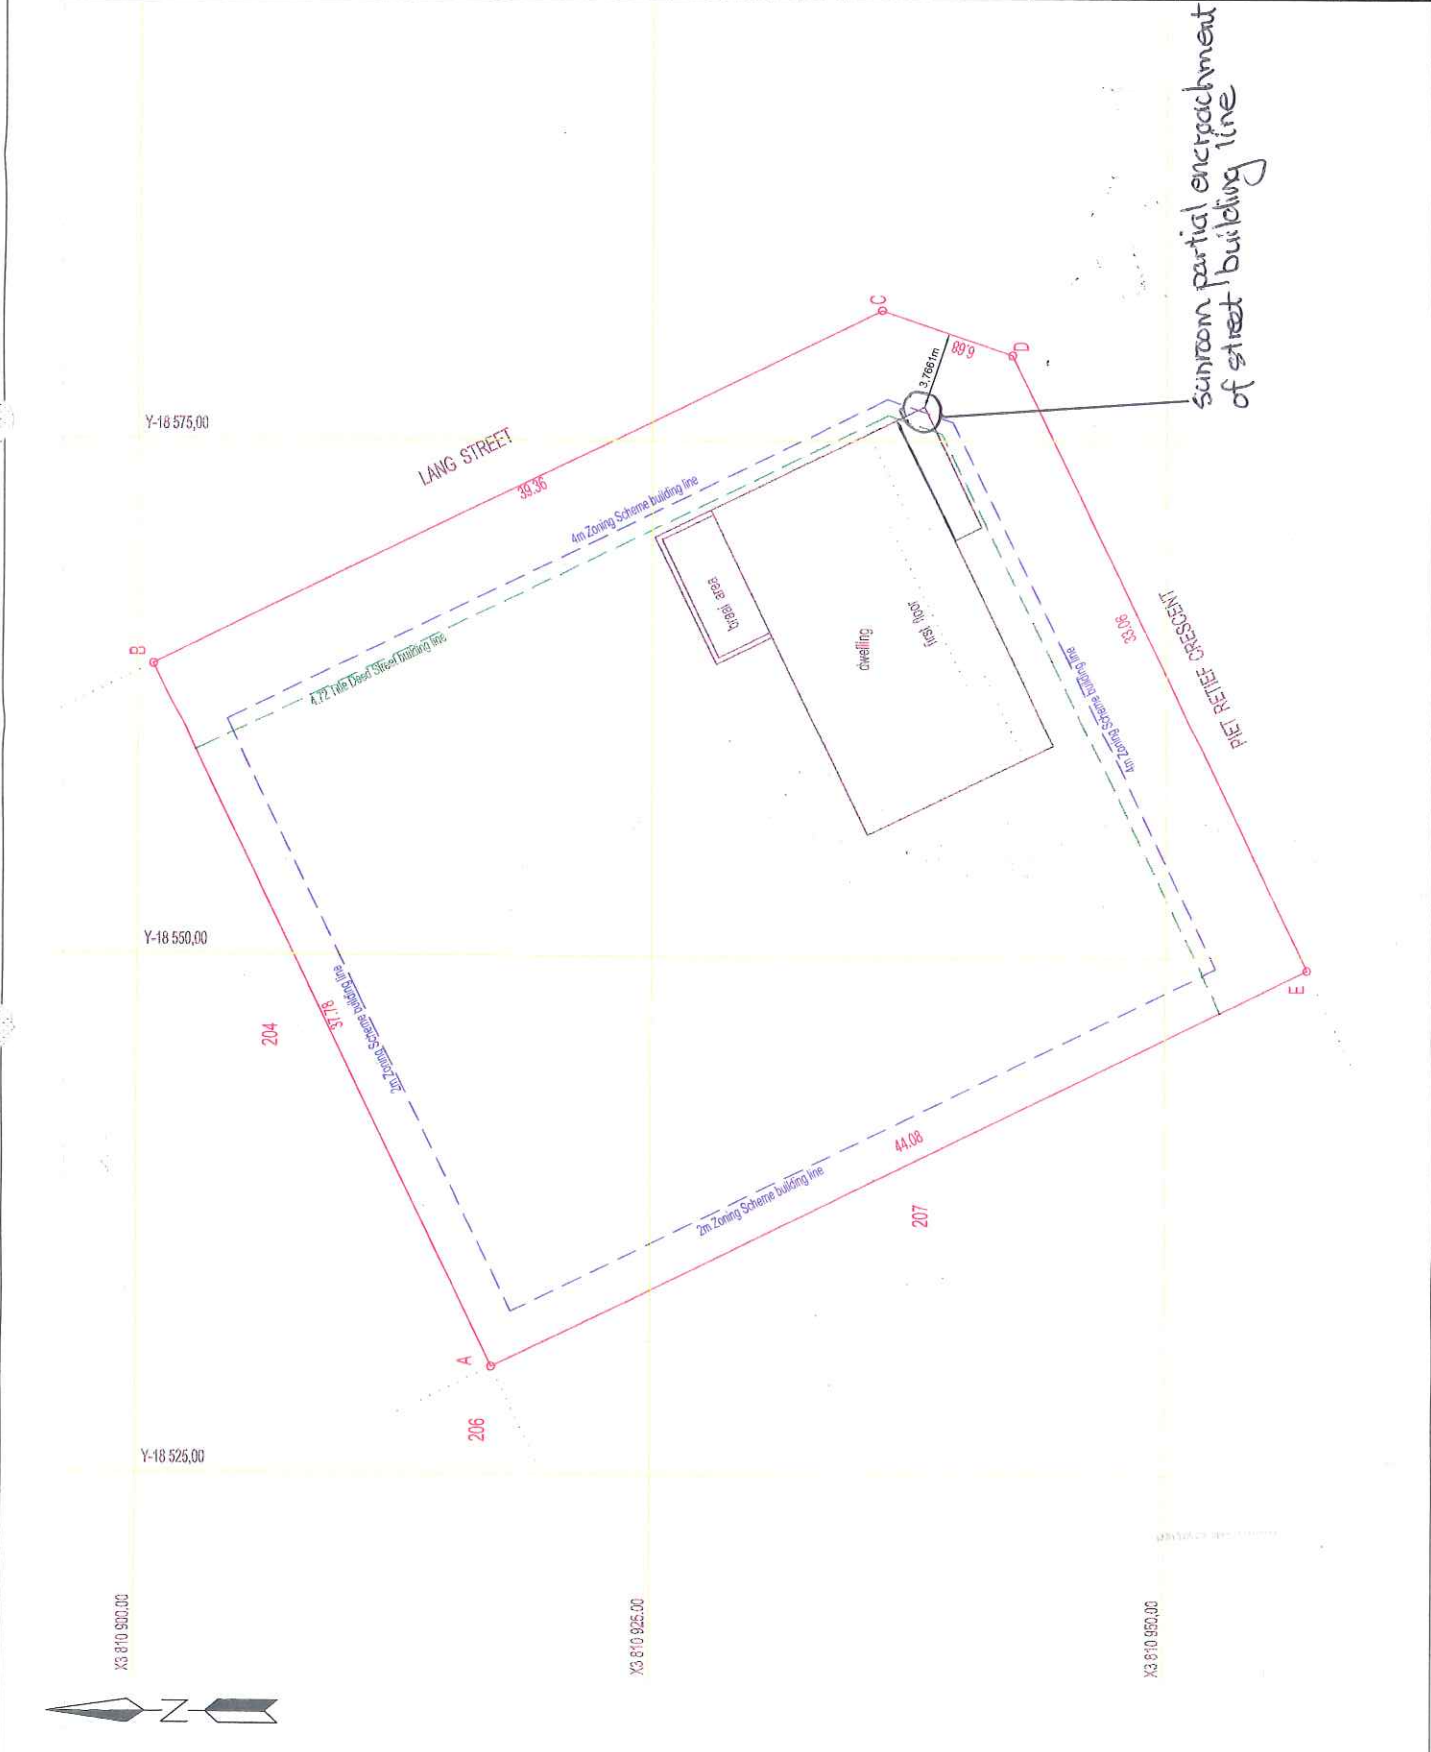 sunroom partial encroachment
of street building line
C
3,7661m
6.68
D
Y-18 575,00
LANG STREET
39.36
4m Zoning Scheme building line
braai area
B
4.72 Title Deed Street building line
dwelling
first floor
33.06
PIET RETIEF CRESCENT
4m Zoning Scheme building line
Y-18 550,00
204
37.78
2m Zoning Scheme building line
E
44.08
2m Zoning Scheme building line
207
A
206
Y-18 525,00
X3 810 900.00
X3 810 925.00
X3 810 950,00
N